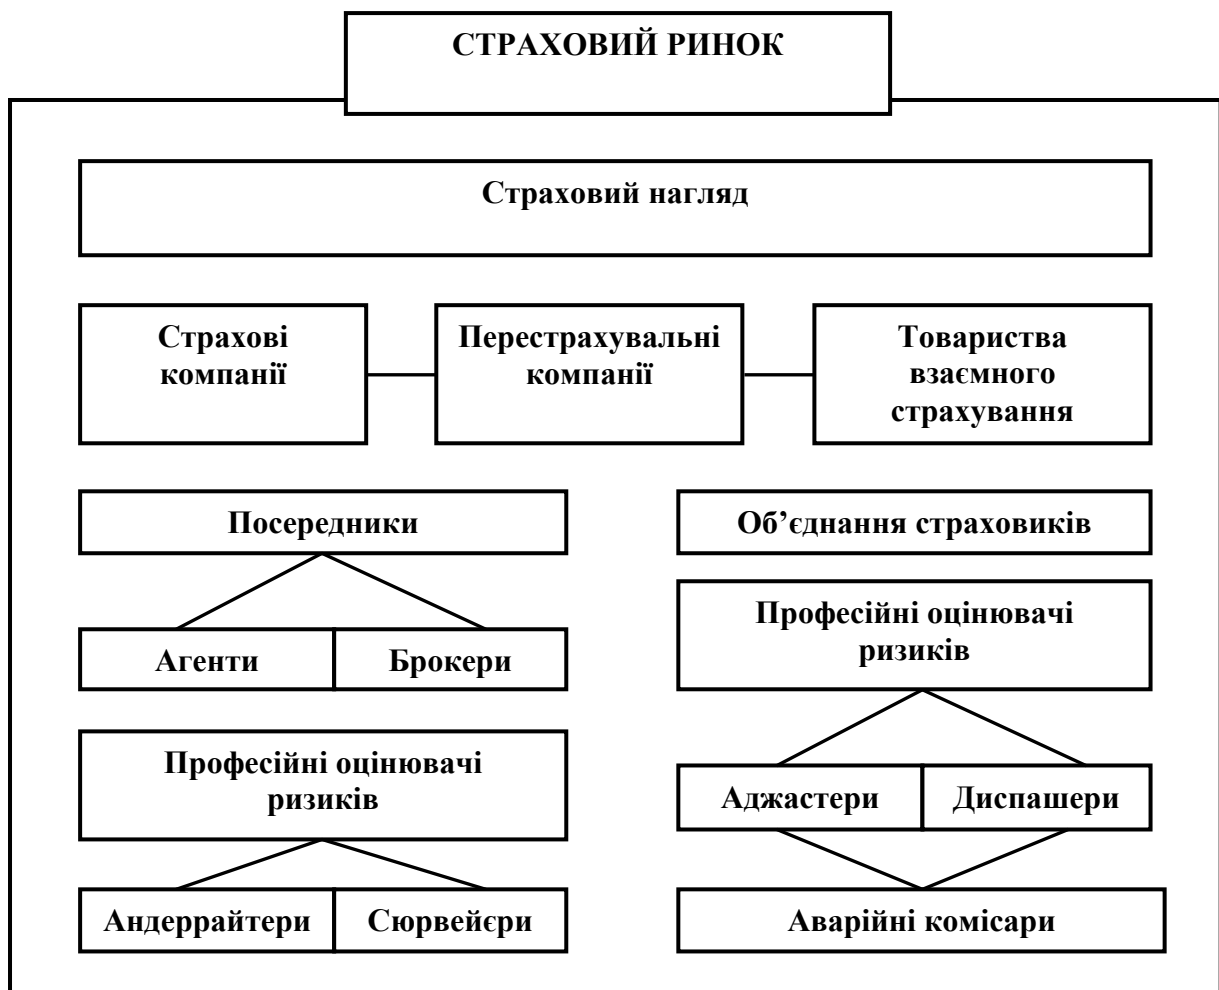 СТРАХОВИЙ РИНОК
Страховий нагляд
Страхові
компанії
Перестрахувальні
компанії
Товариства
взаємного
страхування
Посередники
Агенти
Брокери
Професійні оцінювачі
ризиків
Андеррайтери
Сюрвейєри
Об’єднання страховиків
Професійні оцінювачі
ризиків
Аджастери
Диспашери
Аварійні комісари